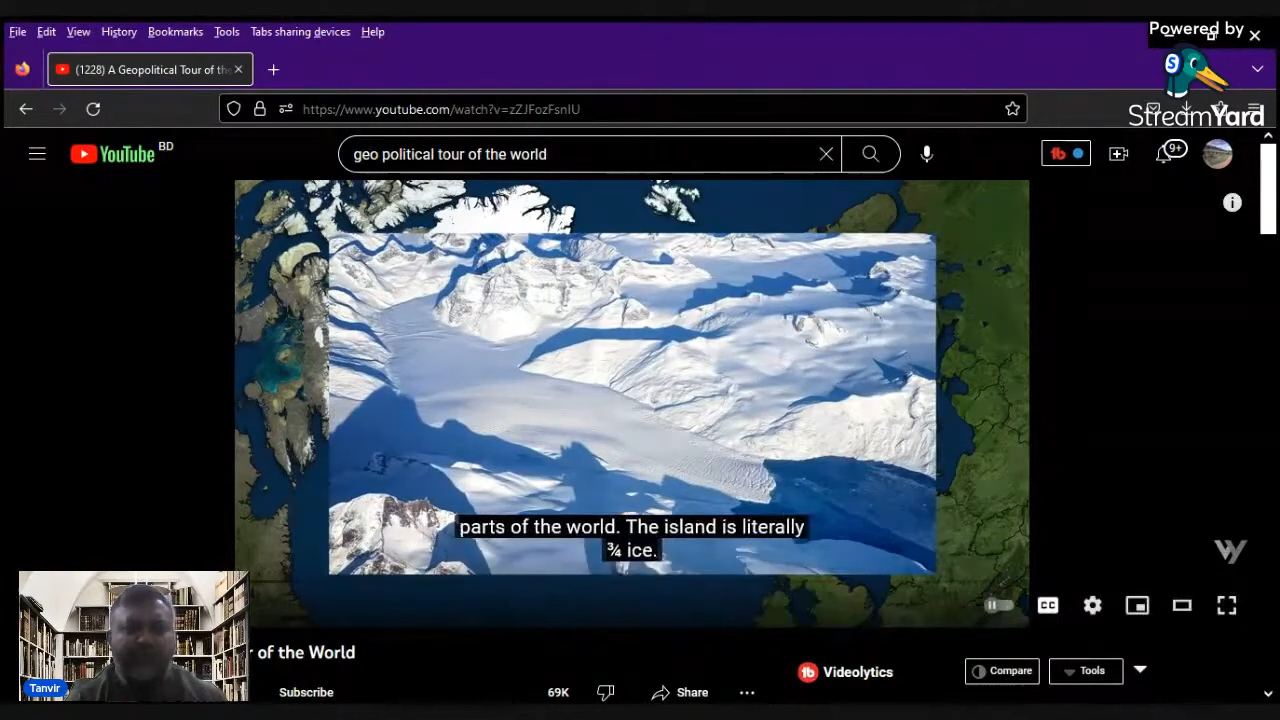 File Edit View History Bookmarks Tools Tabs sharing devices Help
Powered by
(1228) A Geopolitical Tour of the
StreamYard
https://www.youtube.com/watch?v=zZJFozFsnIU
YouTube BD
geo political tour of the world
9+
parts of the world. The island is literally
¾ ice.
CC
r of the World
Videolytics
Compare
Tools
Tanvir
Subscribe
69K
Share